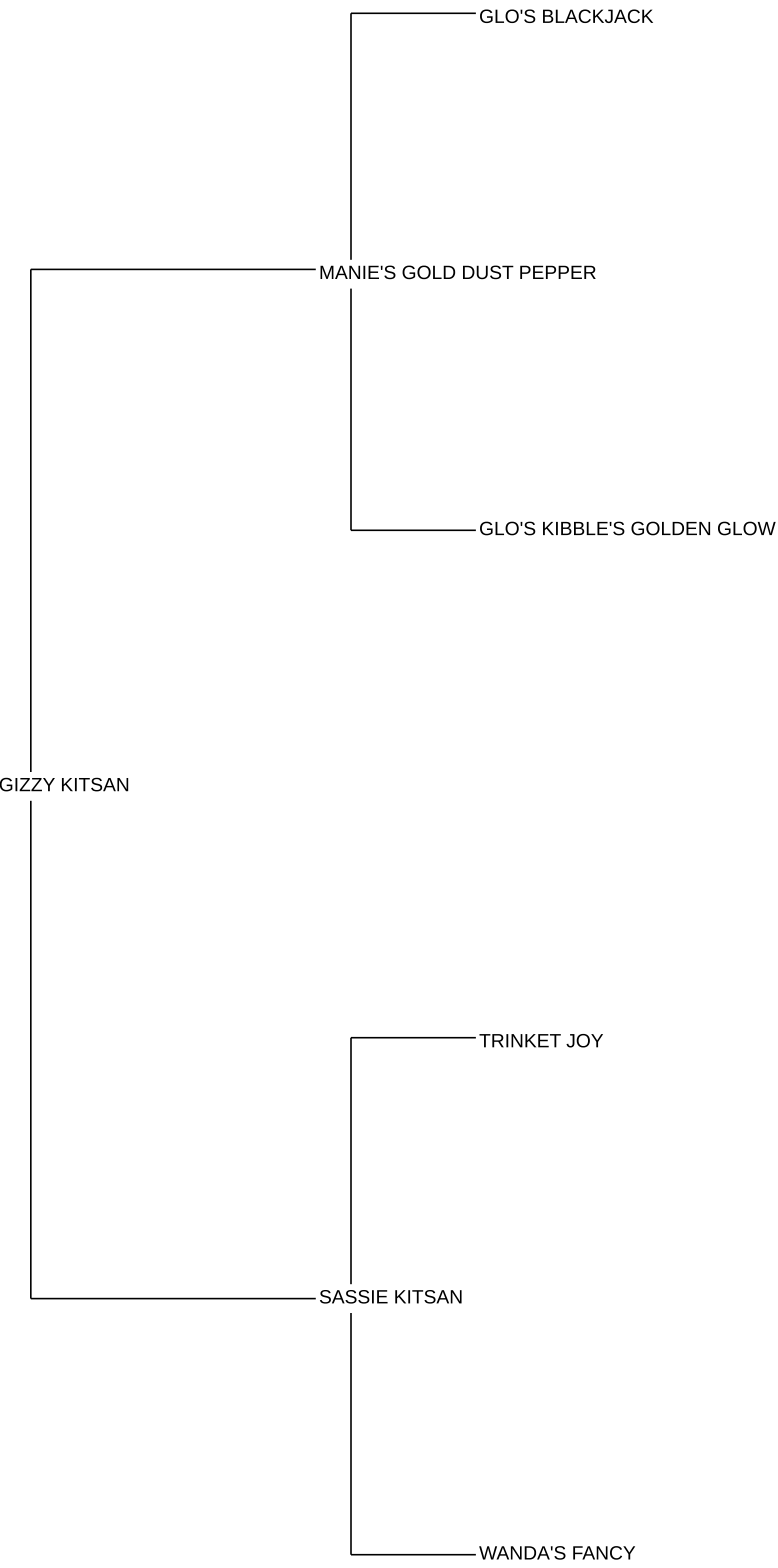 GLO'S BLACKJACK
MANIE'S GOLD DUST PEPPER
GLO'S KIBBLE'S GOLDEN GLOW
GIZZY KITSAN
TRINKET JOY
SASSIE KITSAN
WANDA'S FANCY